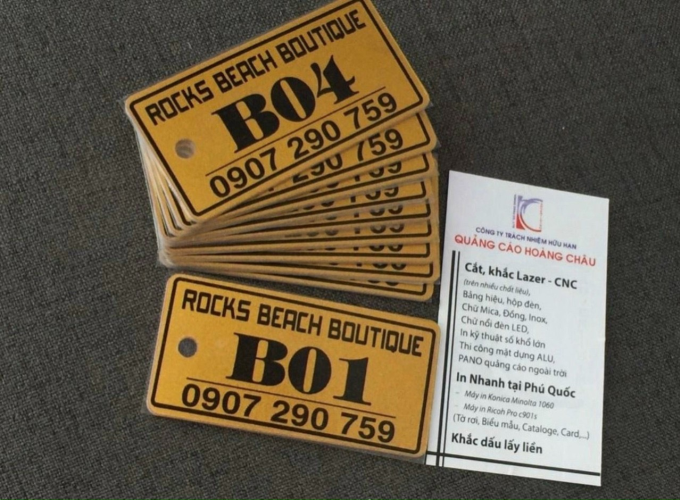 ROCKS BEACH BOUTIQUE
B04
0907 290 759
759
ROCKS BEACH BOUTIQUE
B01
0907 290 759
CÔNG TY TRÁCH NHIỆM HỮU HẠN
QUẢNG CÁO HOÀNG CHÂU
Cắt, khắc Lazer - CNC
(trên nhiều chất liệu),
Bảng hiệu, hộp đèn,
Chữ Mica, Đồng, Inox,
Chữ nổi đèn LED,
In kỹ thuật số khổ lớn
Thi công mặt dựng ALU,
PANO quảng cáo ngoài trời
In Nhanh tại Phú Quốc
- Máy in Konica Minolta 1060
- Máy in Ricoh Pro c901s
(Tờ rơi, Biểu mẫu, Cataloge, Card,...)
Khắc dấu lấy liền